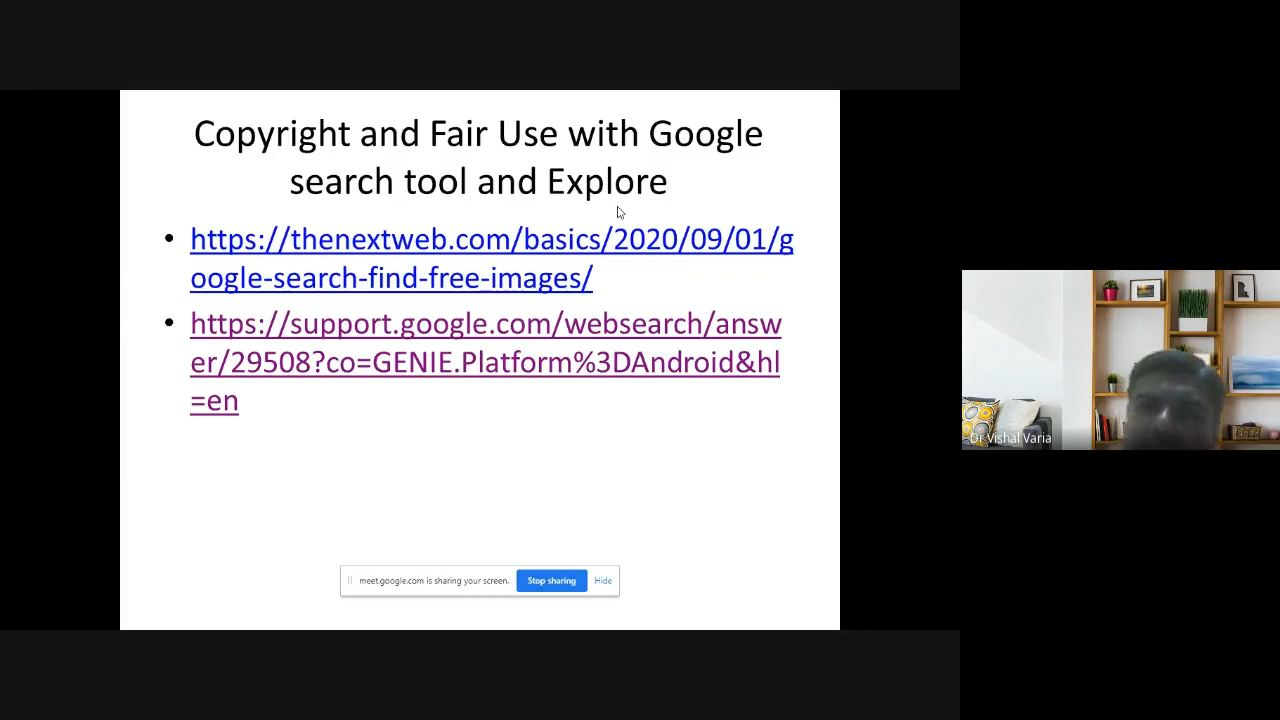 Copyright and Fair Use with Google
search tool and Explore
• https://thenextweb.com/basics/2020/09/01/g
oogle-search-find-free-images/
• https://support.google.com/websearch/answ
er/29508?co=GENIE.Platform%3DAndroid&hl
=en
meet.google.com is sharing your screen.
Stop sharing
Hide
Dr Vishal Varia